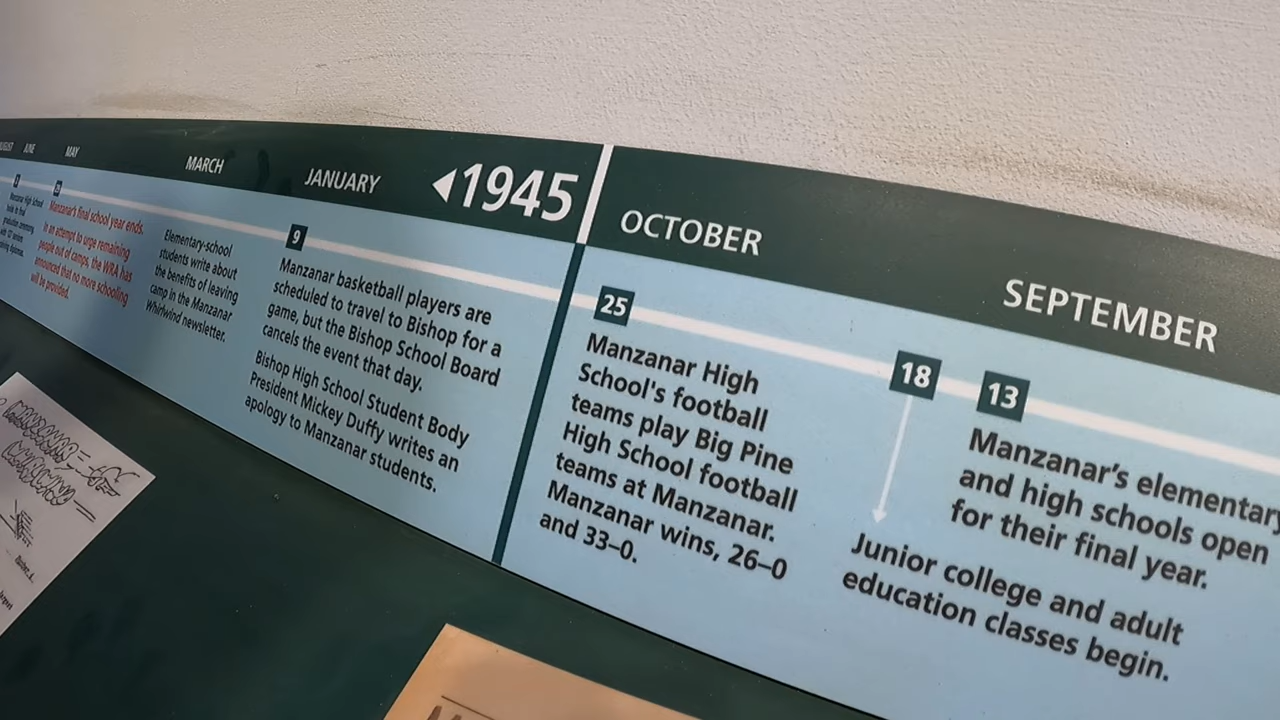 JUNE
MAY
MARCH
JANUARY
1945
OCTOBER
SEPTEMBER
Manzanar's final school year ends.
In an attempt to urge remaining
people out of camps, the WRA has
announced that no more schooling
will be provided.
Elementary-school
students write about
the benefits of leaving
camp in the Manzanar
Whirlwind newsletter.
9
Manzanar basketball players are
scheduled to travel to Bishop for a
game, but the Bishop School Board
cancels the event that day.
Bishop High School Student Body
President Mickey Duffy writes an
apology to Manzanar students.
25
Manzanar High
School's football
teams play Big Pine
High School football
teams at Manzanar.
Manzanar wins, 26–0
and 33–0.
18
Junior college and adult
education classes begin.
13
Manzanar's elementary
and high schools open
for their final year.